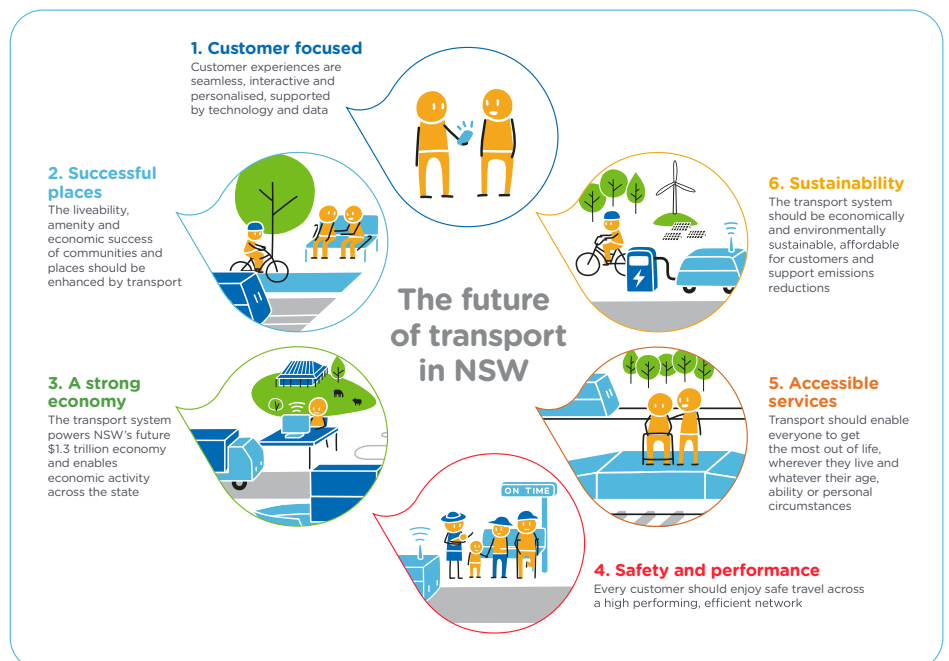 1. Customer focused
Customer experiences are
seamless, interactive and
personalised, supported
by technology and data
2. Successful
places
The liveability,
amenity and
economic success
of communities and
places should be
enhanced by transport
6. Sustainability
The transport system
should be economically
and environmentally
sustainable, affordable
for customers and
support emissions
reductions
The future
of transport
in NSW
3. A strong
economy
The transport system
powers NSW's future
$1.3 trillion economy
and enables
economic activity
across the state
5. Accessible
services
Transport should enable
everyone to get
the most out of life,
wherever they live and
whatever their age,
ability or personal
circumstances
ON TIME
4. Safety and performance
Every customer should enjoy safe travel across
a high performing, efficient network